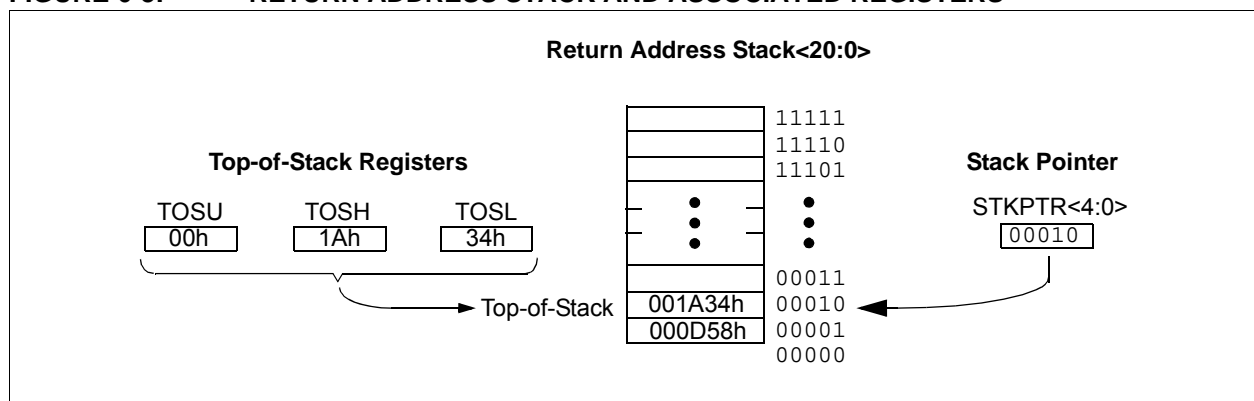 Return Address Stack<20:0>
11111
11110
11101
Top-of-Stack Registers
Stack Pointer
TOSU TOSH TOSL
00h 1Ah 34h
STKPTR<4:0>
00010
00011
Top-of-Stack 001A34h 00010
000D58h 00001
00000